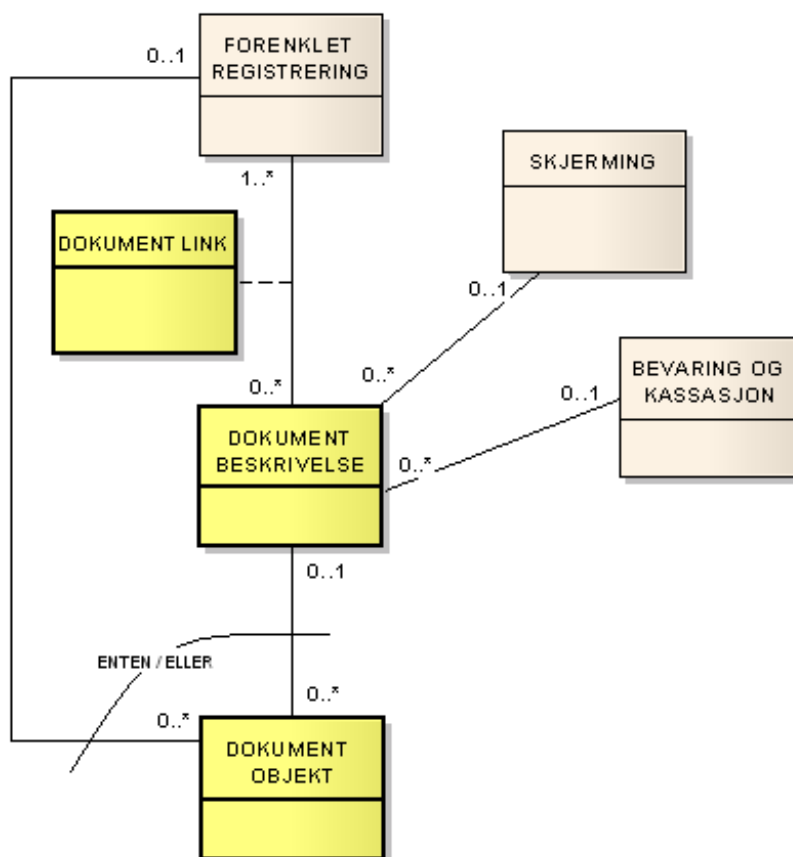 FORENKLET
REGISTRERING
0..1
1..*
SKJERMING
DOKUMENT LINK
0..1
0..*
0..*
BEVARING OG
KASSASJON
0..1
0..*
DOKUMENT
BESKRIVELSE
0..1
ENTEN / ELLER
0..*
0..*
DOKUMENT
OBJEKT